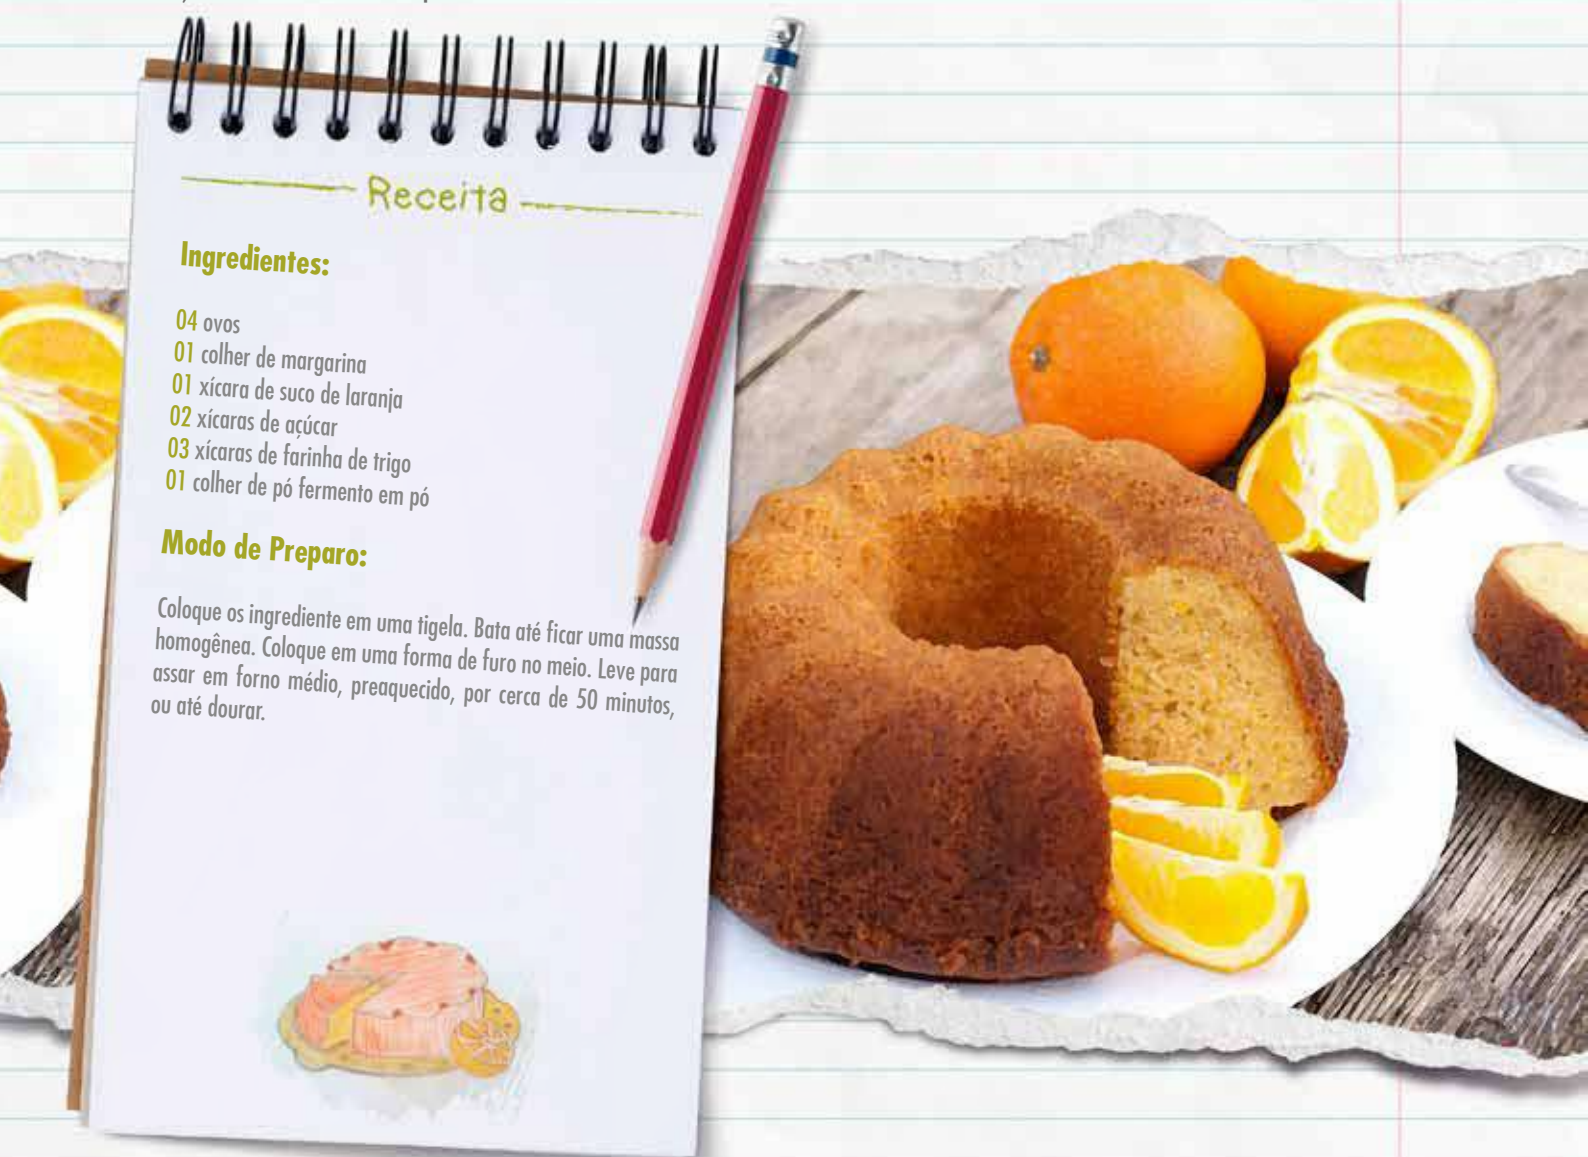 Receita
Ingredientes:
04 ovos
01 colher de margarina
01 xícara de suco de laranja
02 xícaras de açúcar
03 xícaras de farinha de trigo
01 colher de pó fermento em pó
Modo de Preparo:
Coloque os ingrediente em uma tigela. Bata até ficar uma massa
homogênea. Coloque em uma forma de furo no meio. Leve para
assar em forno médio, preaquecido, por cerca de 50 minutos,
ou até dourar.